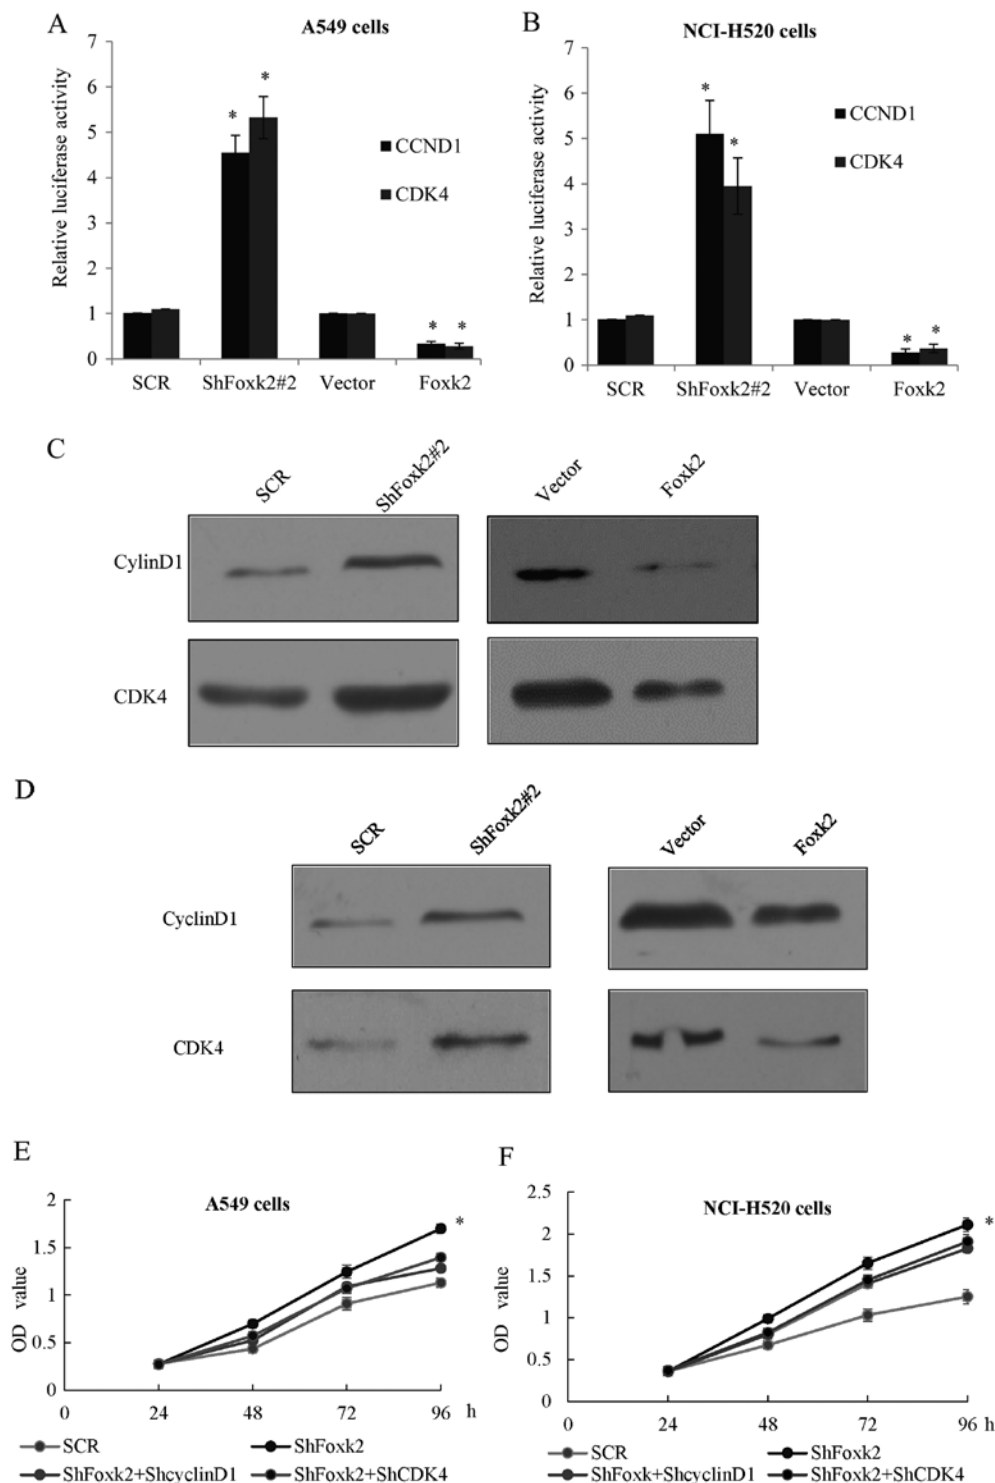 A
A549 cells
Relative luciferase activity
7
6
5
4
3
2
1
0
* * * *
CCND1
CDK4
SCR ShFoxk2#2 Vector Foxk2
B
NCI-H520 cells
Relative luciferase activity
7
6
5
4
3
2
1
0
* * * *
CCND1
CDK4
SCR ShFoxk2#2 Vector Foxk2
C
SCR ShFoxk2#2 Vector Foxk2
CylinD1
CDK4
D
SCR ShFoxk2#2 Vector Foxk2
CyclinD1
CDK4
E
A549 cells
OD value
2
1.5
1
0.5
0
*
0 24 48 72 96 h
SCR ShFoxk2
ShFoxk2+ShcyclinD1 ShFoxk2+ShCDK4
F
NCI-H520 cells
OD value
2.5
2
1.5
1
0.5
0
*
0 24 48 72 96 h
SCR ShFoxk2
ShFoxk+ShcyclinD1 ShFoxk2+ShCDK4